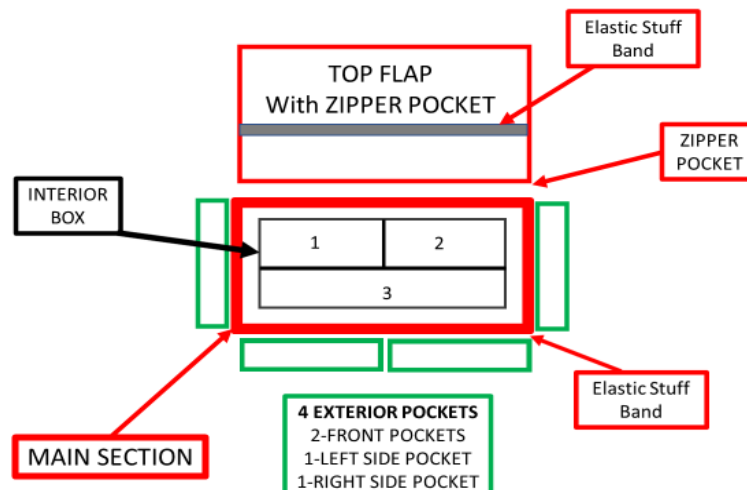 Elastic Stuff
Band
TOP FLAP
With ZIPPER POCKET
ZIPPER
POCKET
INTERIOR
BOX
1
2
3
MAIN SECTION
4 EXTERIOR POCKETS
2-FRONT POCKETS
1-LEFT SIDE POCKET
1-RIGHT SIDE POCKET
Elastic Stuff
Band